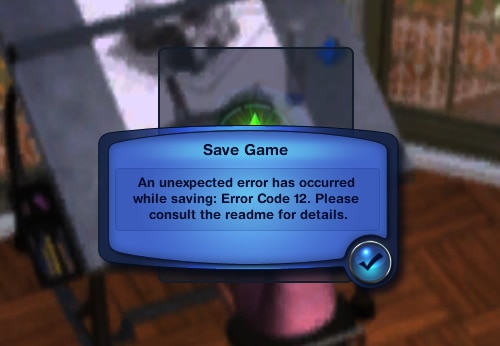 Save Game
An unexpected error has occurred
while saving: Error Code 12. Please
consult the readme for details.